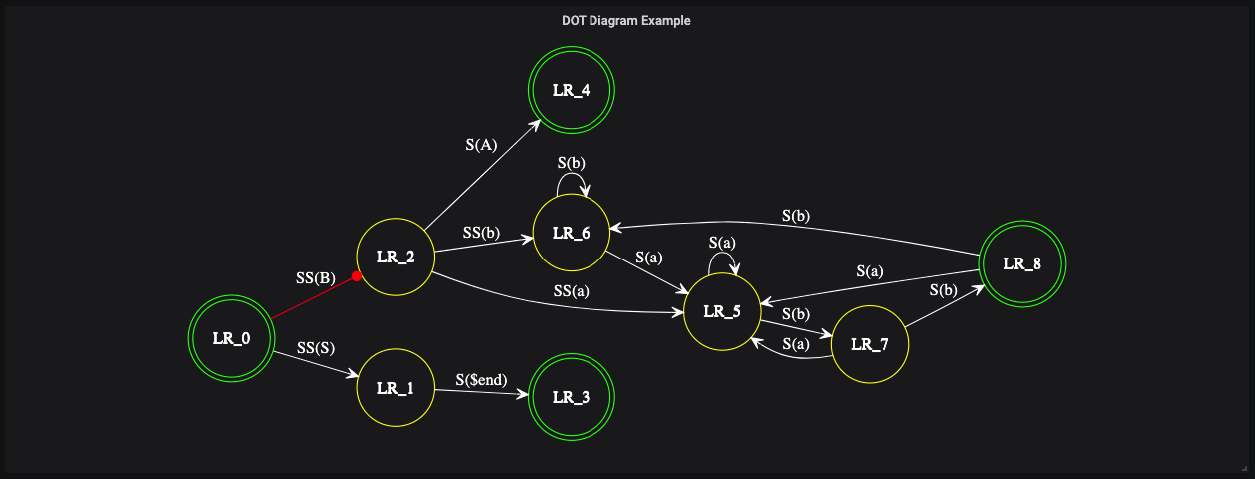 DOT Diagram Example
LR_4
S(A)
S(b)
S(b)
SS(b)
LR_6
S(a)
S(a)
LR_2
LR_8
S(a)
SS(B)
SS(a)
S(b)
LR_5
S(b)
LR_0
S(a)
LR_7
SS(S)
S($end)
LR_1
LR_3